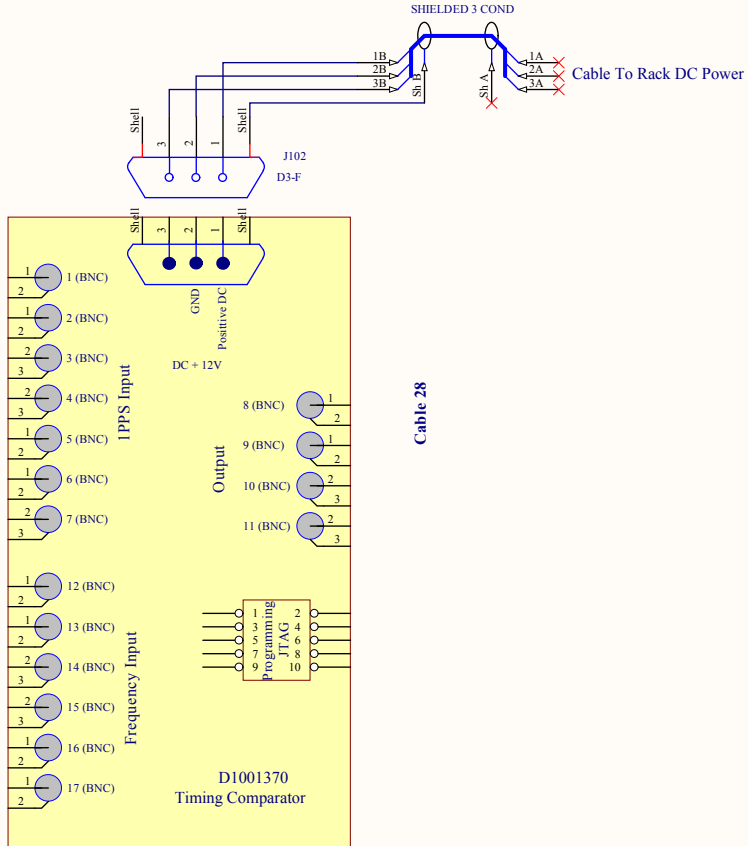 SHIELDED 3 COND
1B
2B
3B
Sh B
Sh A
1A
2A
3A
Cable To Rack DC Power
Shell
3
2
1
Shell
J102
D3-F
Shell
3
2
1
Shell
GND
Posittive DC
DC + 12V
1
2
1 (BNC)
1
2
2 (BNC)
2
3
3 (BNC)
2
3
4 (BNC)
1
2
5 (BNC)
1
2
6 (BNC)
2
3
7 (BNC)
1PPS Input
8 (BNC)
1
2
9 (BNC)
1
2
10 (BNC)
2
3
11 (BNC)
2
3
Output
Cable 28
1
2
12 (BNC)
1
2
13 (BNC)
2
3
14 (BNC)
2
3
15 (BNC)
1
2
16 (BNC)
1
2
17 (BNC)
Frequency Input
1 2
3 4
5 6
7 8
9 10
Programming
JTAG
D1001370
Timing Comparator